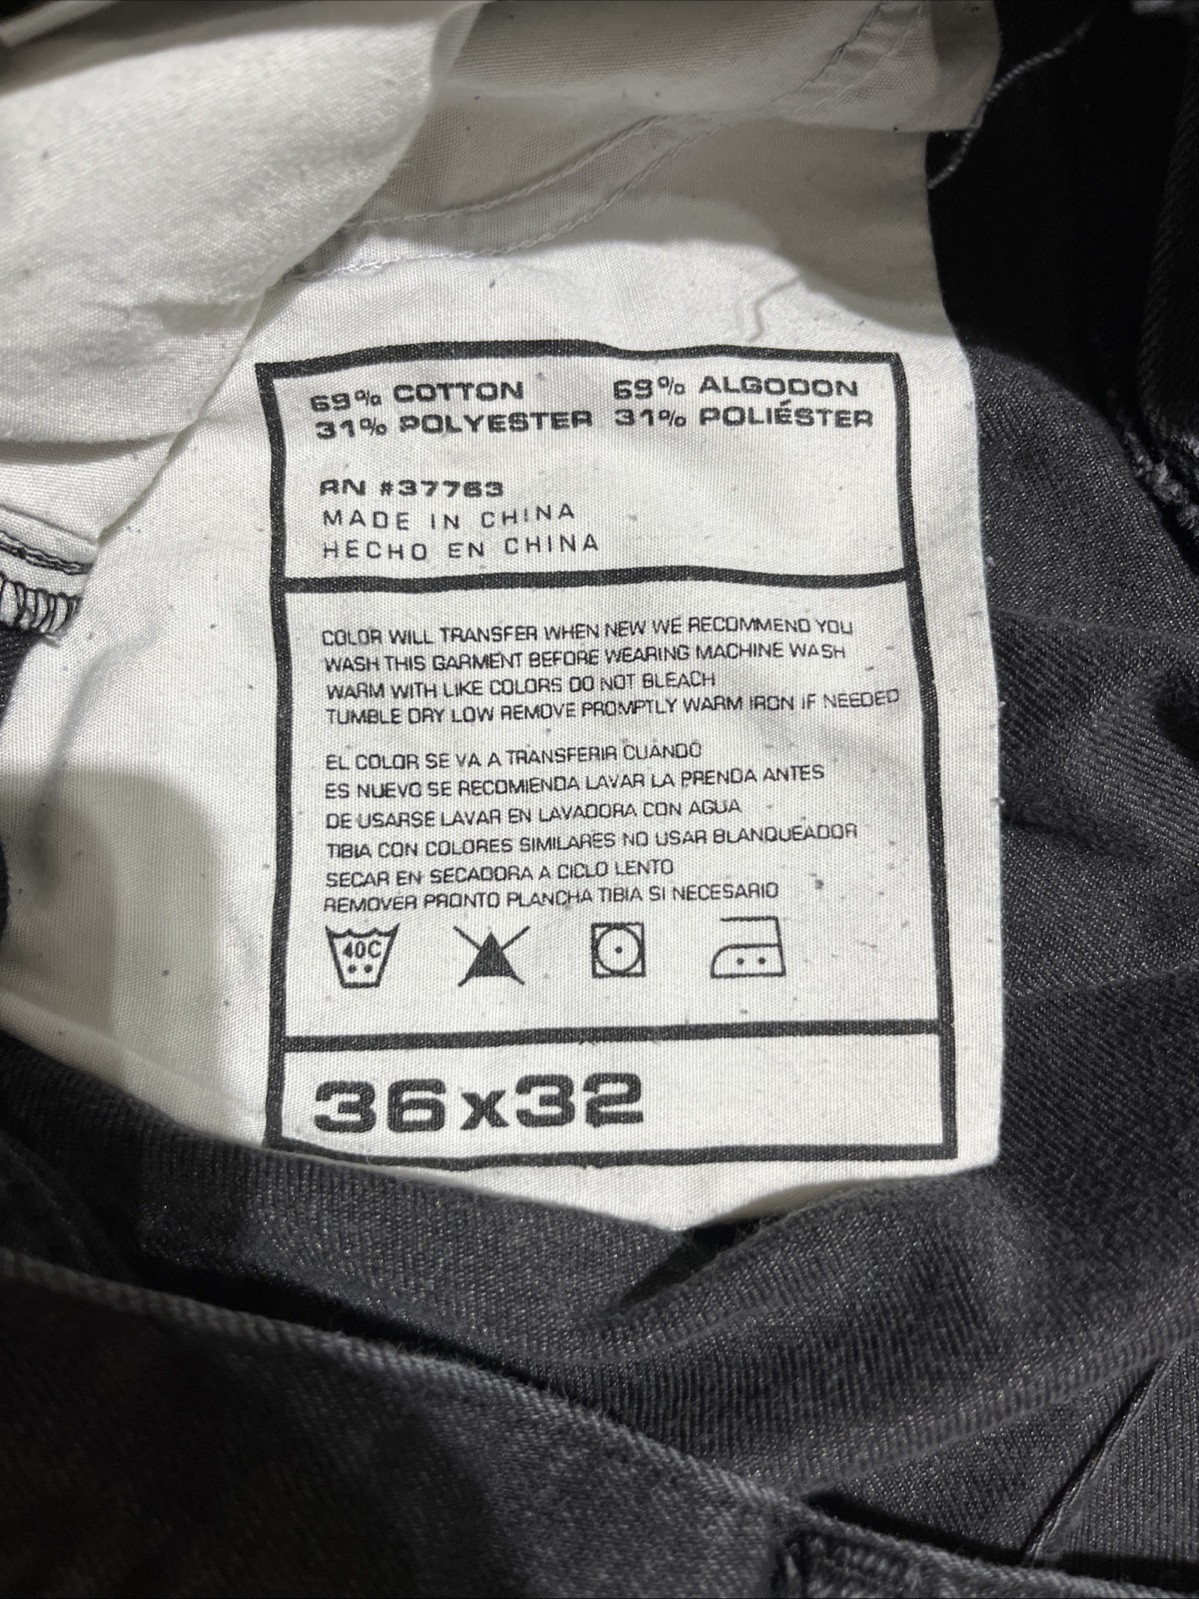 69% COTTON 69% ALGODON
31% POLYESTER 31% POLIÉSTER
RN #37763
MADE IN CHINA
HECHO EN CHINA
COLOR WILL TRANSFER WHEN NEW WE RECOMMEND YOU
WASH THIS GARMENT BEFORE WEARING MACHINE WASH
WARM WITH LIKE COLORS DO NOT BLEACH
TUMBLE DRY LOW REMOVE PROMPTLY WARM IRON IF NEEDED
EL COLOR SE VA A TRANSFERIR CUANDO
ES NUEVO SE RECOMIENDA LAVAR LA PRENDA ANTES
DE USARSE LAVAR EN LAVADORA CON AGUA
TIBIA CON COLORES SIMILARES NO USAR BLANQUEADOR
SECAR EN SECADORA A CICLO LENTO
REMOVER PRONTO PLANCHA TIBIA SI NECESARIO
40C
36x32